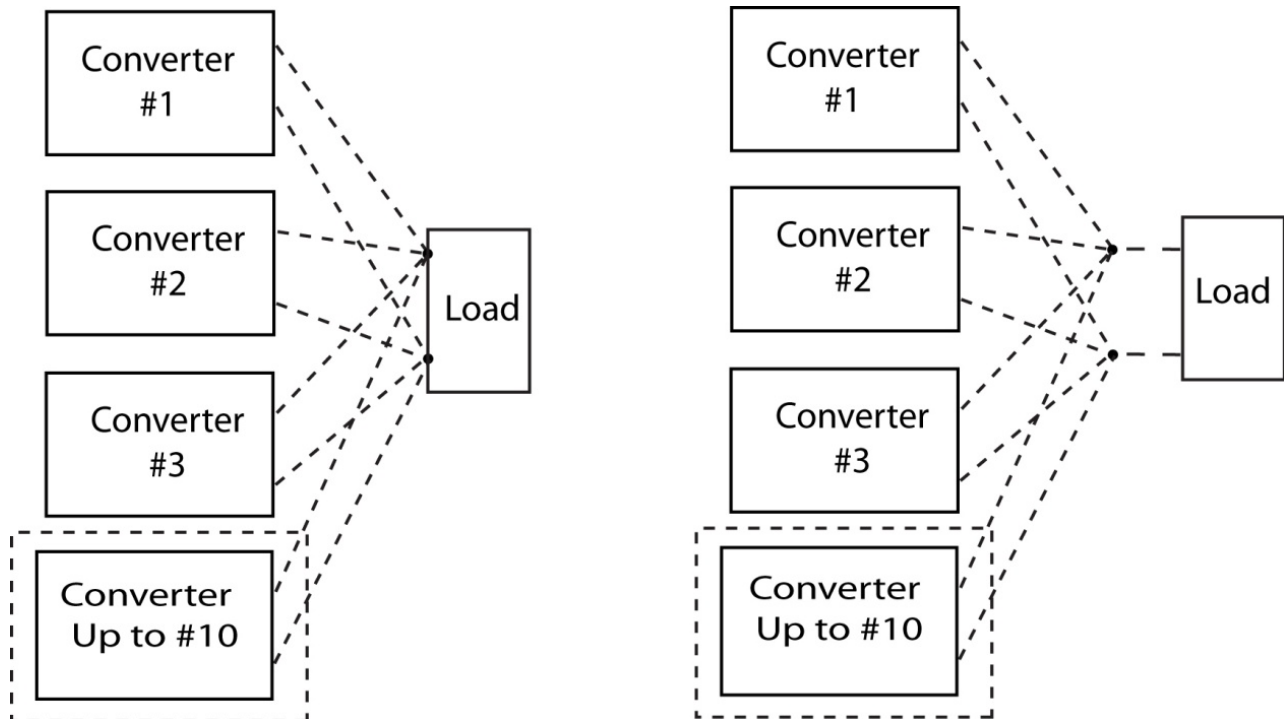 Converter
#1
Converter
#2
Converter
#3
Converter
Up to #10
Load
Converter
#1
Converter
#2
Converter
#3
Converter
Up to #10
Load